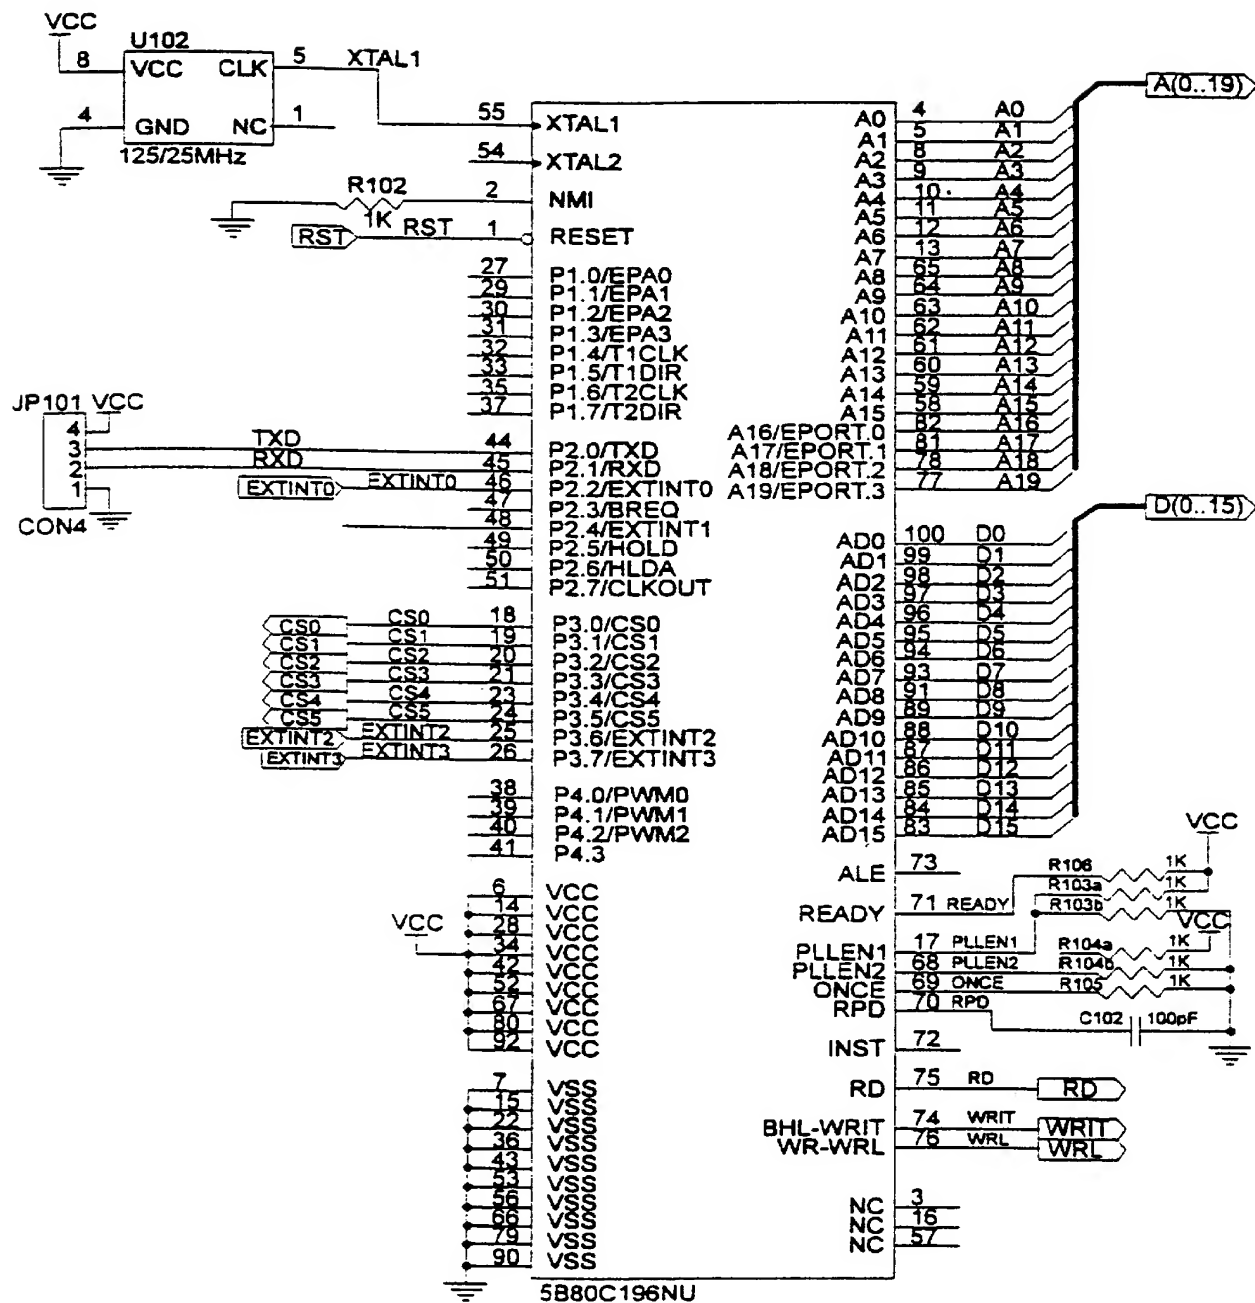 VCC
U102
8 VCC CLK 5 XTAL1
4 GND NC 1
125/25MHz
55 XTAL1
54 XTAL2
R102 2 NMI
1K
RST RST 1 RESET
27 P1.0/EPA0
29 P1.1/EPA1
30 P1.2/EPA2
31 P1.3/EPA3
32 P1.4/T1CLK
33 P1.5/T1DIR
35 P1.6/T2CLK
37 P1.7/T2DIR
JP101 VCC
4
3 TXD 44 P2.0/TXD
2 RXD 45 P2.1/RXD
1 EXTINT0 EXTINT0 46 P2.2/EXTINT0
CON4
47 P2.3/BREQ
48 P2.4/EXTINT1
49 P2.5/HOLD
50 P2.6/HLDA
51 P2.7/CLKOUT
CS0 CS0 18 P3.0/CS0
CS1 CS1 19 P3.1/CS1
CS2 CS2 20 P3.2/CS2
CS3 CS3 21 P3.3/CS3
CS4 CS4 23 P3.4/CS4
CS5 CS5 24 P3.5/CS5
EXTINT2 EXTINT2 25 P3.6/EXTINT2
EXTINT3 EXTINT3 26 P3.7/EXTINT3
38 P4.0/PWM0
39 P4.1/PWM1
40 P4.2/PWM2
41 P4.3
6 VCC
14 VCC
28 VCC
VCC 34 VCC
42 VCC
52 VCC
67 VCC
80 VCC
92 VCC
7 VSS
15 VSS
22 VSS
36 VSS
43 VSS
53 VSS
56 VSS
66 VSS
79 VSS
90 VSS
A(0..19)
A0 4 A0
A1 5 A1
A2 8 A2
A3 9 A3
A4 10 A4
A5 11 A5
A6 12 A6
A7 13 A7
A8 65 A8
A9 64 A9
A10 63 A10
A11 62 A11
A12 61 A12
A13 60 A13
A14 59 A14
A15 58 A15
A16/EPORT.0 82 A16
A17/EPORT.1 81 A17
A18/EPORT.2 78 A18
A19/EPORT.3 77 A19
D(0..15)
AD0 100 D0
AD1 99 D1
AD2 98 D2
AD3 97 D3
AD4 96 D4
AD5 95 D5
AD6 94 D6
AD7 93 D7
AD8 91 D8
AD9 89 D9
AD10 88 D10
AD11 87 D11
AD12 86 D12
AD13 85 D13
AD14 84 D14
AD15 83 D15
VCC
ALE 73
R106 1K
R103a 1K
READY 71 READY R103b 1K
VCC
PLLEN1 17 PLLEN1 R104a 1K
PLLEN2 68 PLLEN2 R104b 1K
ONCE 69 ONCE R105 1K
RPD 70 RPD C102 100pF
INST 72
RD 75 RD RD
BHL-WRIT 74 WRIT WRIT
WR-WRL 76 WRL WRL
NC 3
NC 16
NC 57
5B80C196NU